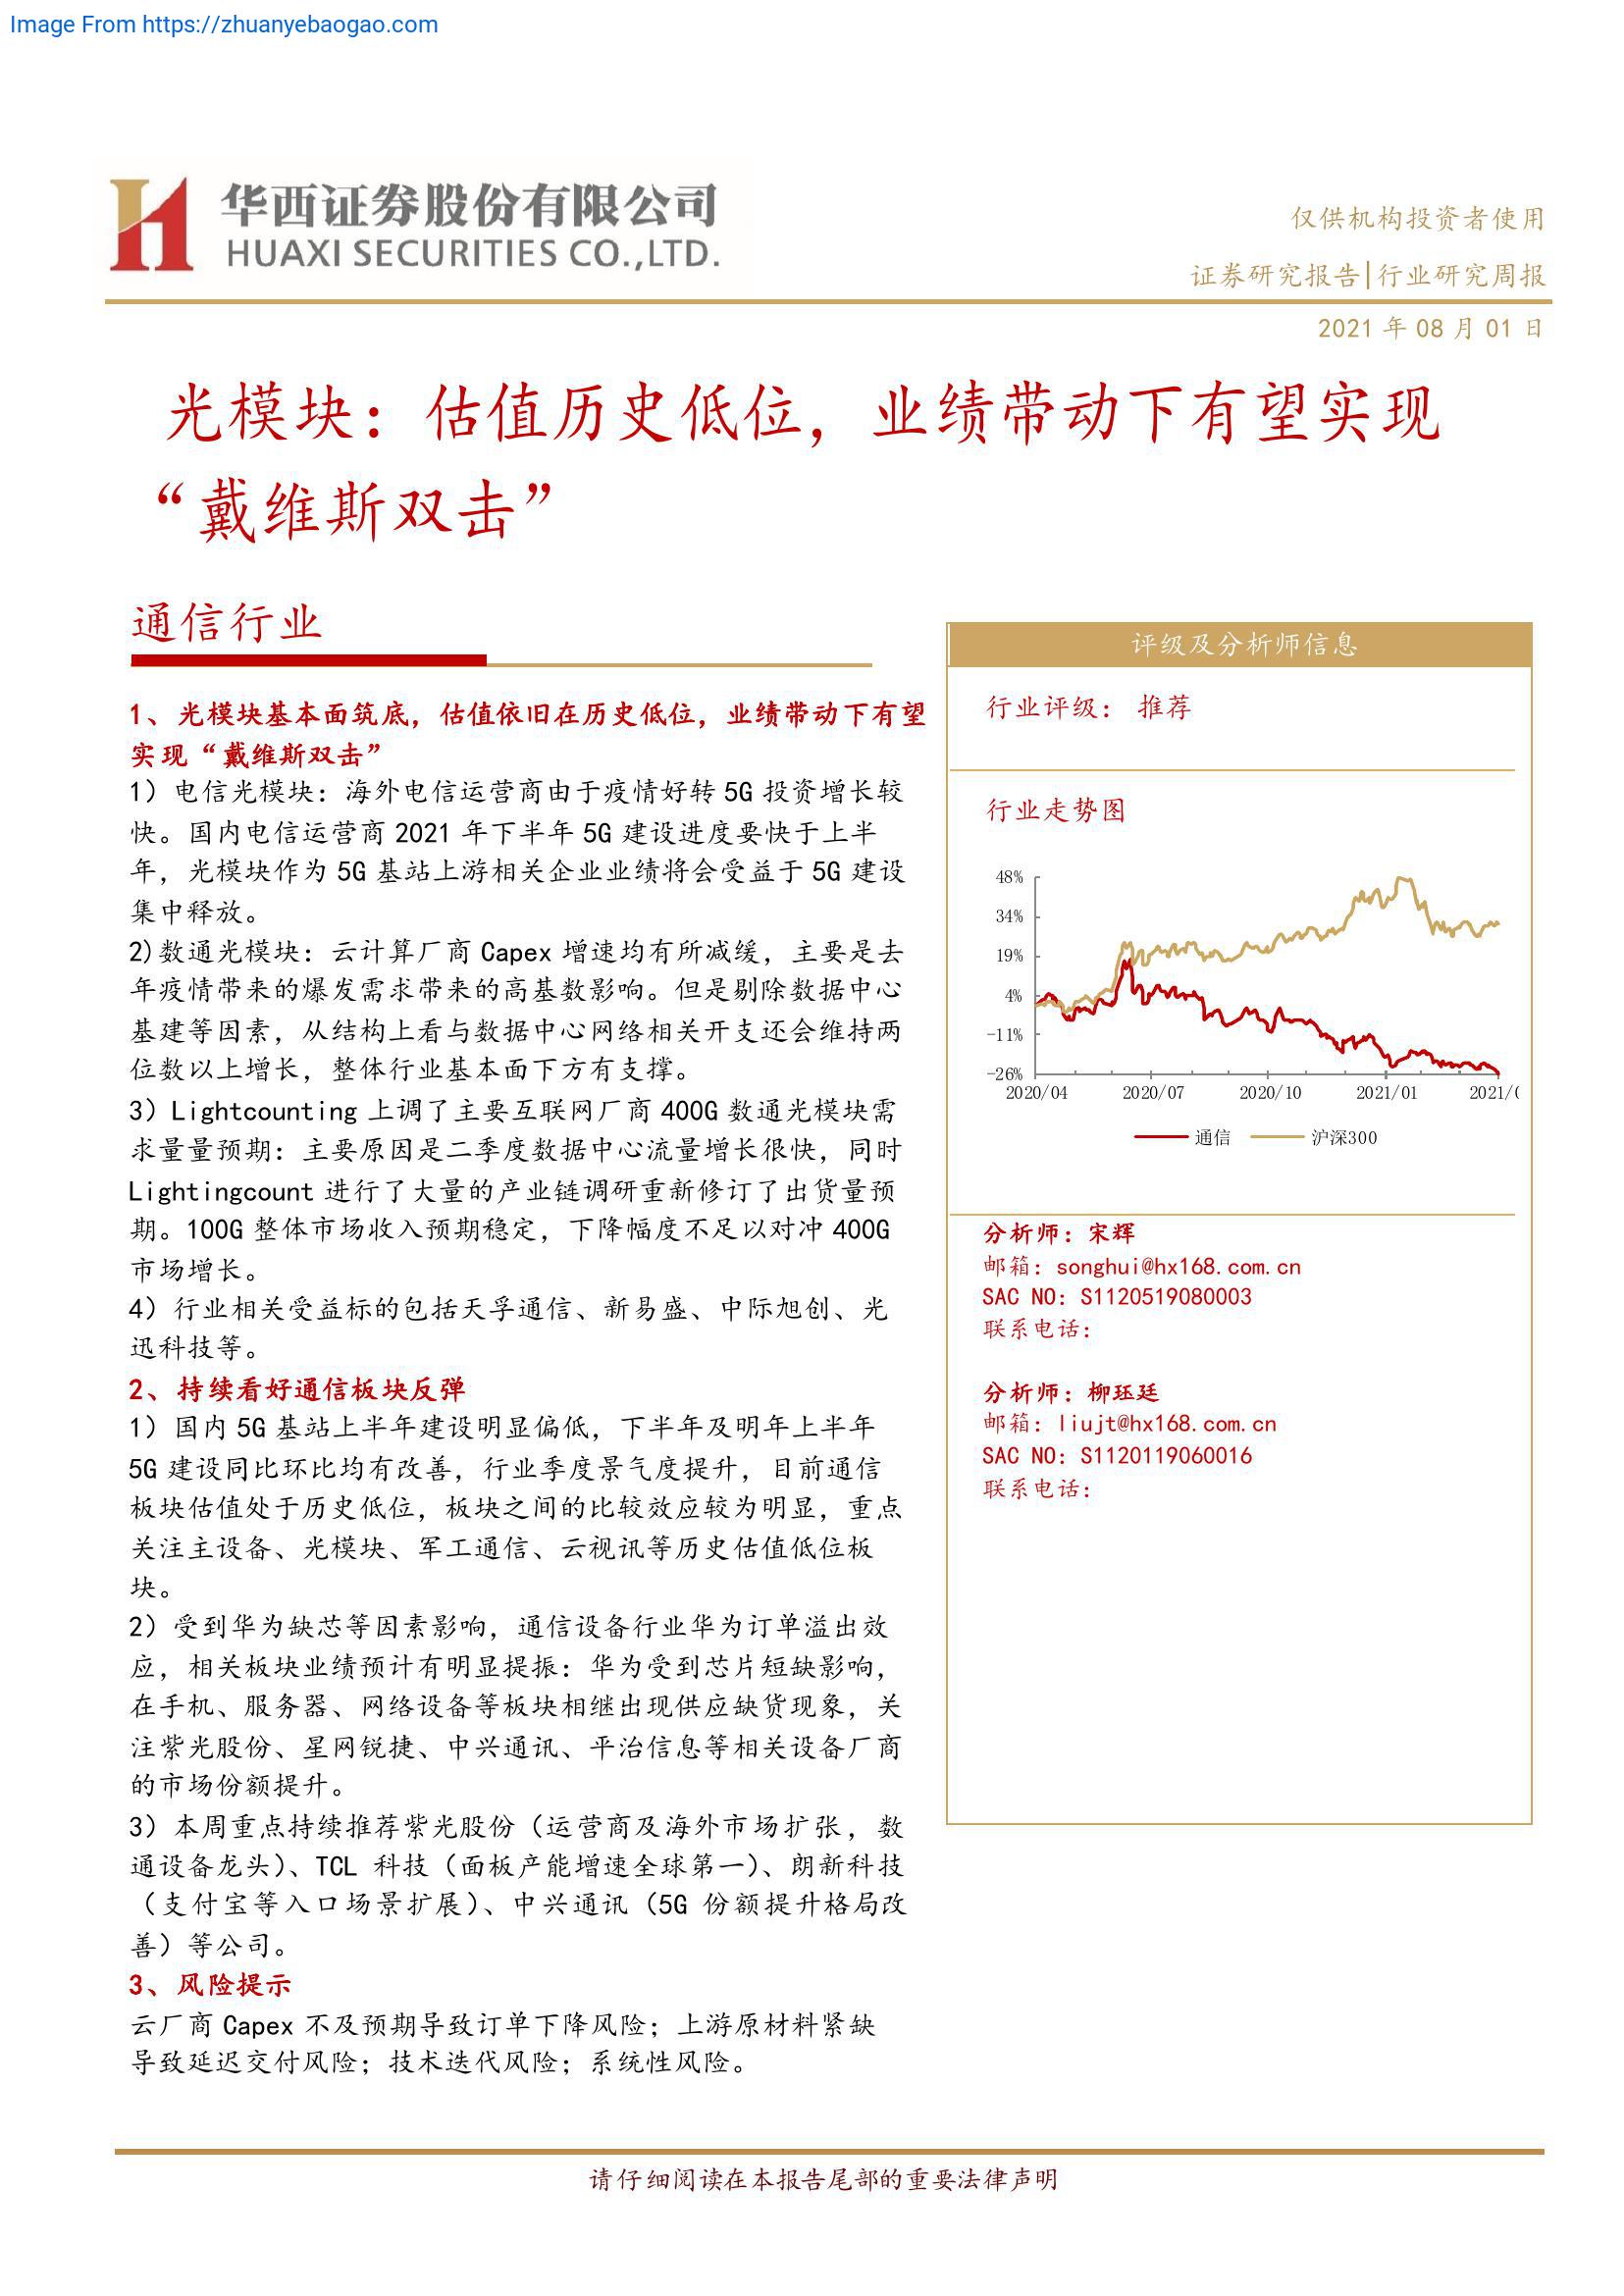 Image From https://zhuanyebaogao.com
华西证券股份有限公司
HUAXI SECURITIES CO.,LTD.
仅供机构投资者使用
证券研究报告|行业研究周报
2021 年 08 月 01 日
光模块：估值历史低位，业绩带动下有望实现
“戴维斯双击”
通信行业
1、光模块基本面筑底，估值依旧在历史低位，业绩带动下有望
实现“戴维斯双击”
1）电信光模块：海外电信运营商由于疫情好转 5G 投资增长较
快。国内电信运营商 2021 年下半年 5G 建设进度要快于上半
年，光模块作为 5G 基站上游相关企业业绩将会受益于 5G 建设
集中释放。
2)数通光模块：云计算厂商 Capex 增速均有所减缓，主要是去
年疫情带来的爆发需求带来的高基数影响。但是剔除数据中心
基建等因素，从结构上看与数据中心网络相关开支还会维持两
位数以上增长，整体行业基本面下方有支撑。
3）Lightcounting 上调了主要互联网厂商 400G 数通光模块需
求量量预期：主要原因是二季度数据中心流量增长很快，同时
Lightingcount 进行了大量的产业链调研重新修订了出货量预
期。100G 整体市场收入预期稳定，下降幅度不足以对冲 400G
市场增长。
4）行业相关受益标的包括天孚通信、新易盛、中际旭创、光
迅科技等。
2、持续看好通信板块反弹
1）国内 5G 基站上半年建设明显偏低，下半年及明年上半年
5G 建设同比环比均有改善，行业季度景气度提升，目前通信
板块估值处于历史低位，板块之间的比较效应较为明显，重点
关注主设备、光模块、军工通信、云视讯等历史估值低位板
块。
2）受到华为缺芯等因素影响，通信设备行业华为订单溢出效
应，相关板块业绩预计有明显提振：华为受到芯片短缺影响，
在手机、服务器、网络设备等板块相继出现供应缺货现象，关
注紫光股份、星网锐捷、中兴通讯、平治信息等相关设备厂商
的市场份额提升。
3）本周重点持续推荐紫光股份（运营商及海外市场扩张，数
通设备龙头）、TCL 科技（面板产能增速全球第一）、朗新科技
（支付宝等入口场景扩展）、中兴通讯（5G 份额提升格局改
善）等公司。
3、风险提示
云厂商 Capex 不及预期导致订单下降风险；上游原材料紧缺
导致延迟交付风险；技术迭代风险；系统性风险。
评级及分析师信息
行业评级： 推荐
行业走势图
48%
34%
19%
4%
-11%
-26%
2020/04 2020/07 2020/10 2021/01 2021/0
通信 沪深300
分析师：宋辉
邮箱：songhui@hx168.com.cn
SAC NO：S1120519080003
联系电话：
分析师：柳珏廷
邮箱：liujt@hx168.com.cn
SAC NO：S1120119060016
联系电话：
请仔细阅读在本报告尾部的重要法律声明